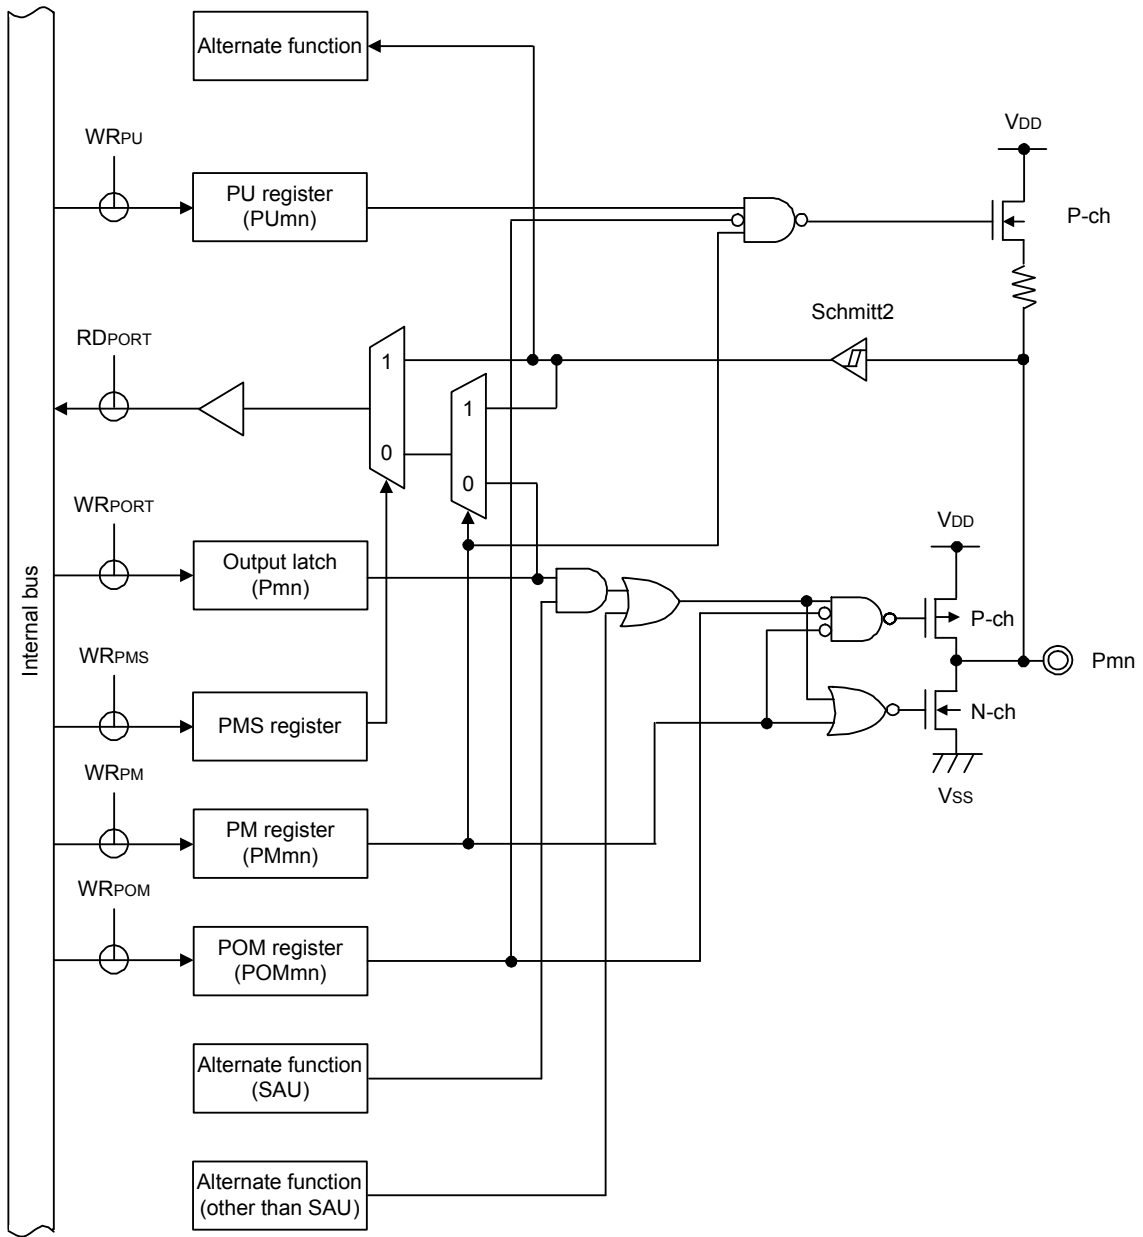 Internal bus
Alternate function
WRPU
PU register
(PUmn)
VDD
P-ch
Schmitt2
RDPORT
1
0
1
0
WRPORT
Output latch
(Pmn)
VDD
P-ch
Pmn
N-ch
VSS
WRPMS
PMS register
WRPM
PM register
(PMmn)
WRPOM
POM register
(POMmn)
Alternate function
(SAU)
Alternate function
(other than SAU)